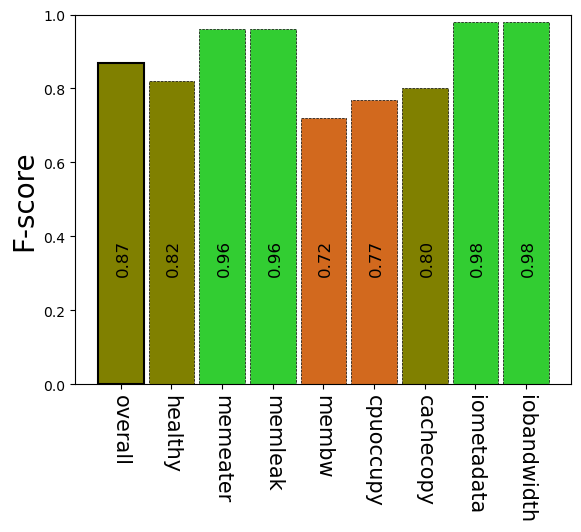 F-score
1.0
0.8
0.6
0.4
0.2
0.0
0.87
0.82
0.96
0.96
0.72
0.77
0.80
0.98
0.98
overall
healthy
memeater
memleak
membw
cpuoccupy
cachecopy
iometadata
iobandwidth